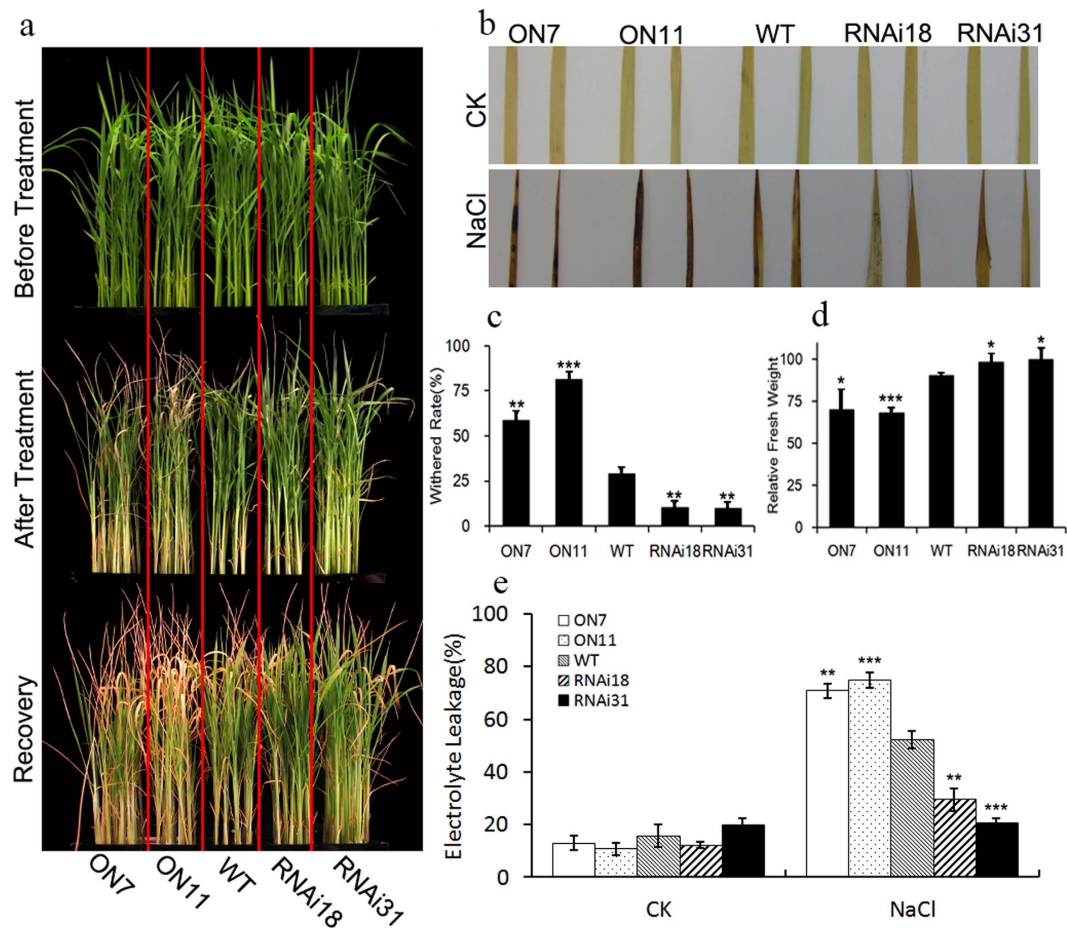 a
Before Treatment
After Treatment
Recovery
ON7
ON11
WT
RNAi18
RNAi31
b
ON7 ON11 WT RNAi18 RNAi31
CK
NaCl
c
Withered Rate(%)
100
75
50
25
0
**
***
**
**
ON7 ON11 WT RNAi18 RNAi31
d
Relative Fresh Weight
100
75
50
25
0
*
***
*
*
ON7 ON11 WT RNAi18 RNAi31
e
Electrolyte Leakage(%)
100
80
60
40
20
0
ON7
ON11
WT
RNAi18
RNAi31
**
***
**
***
CK NaCl